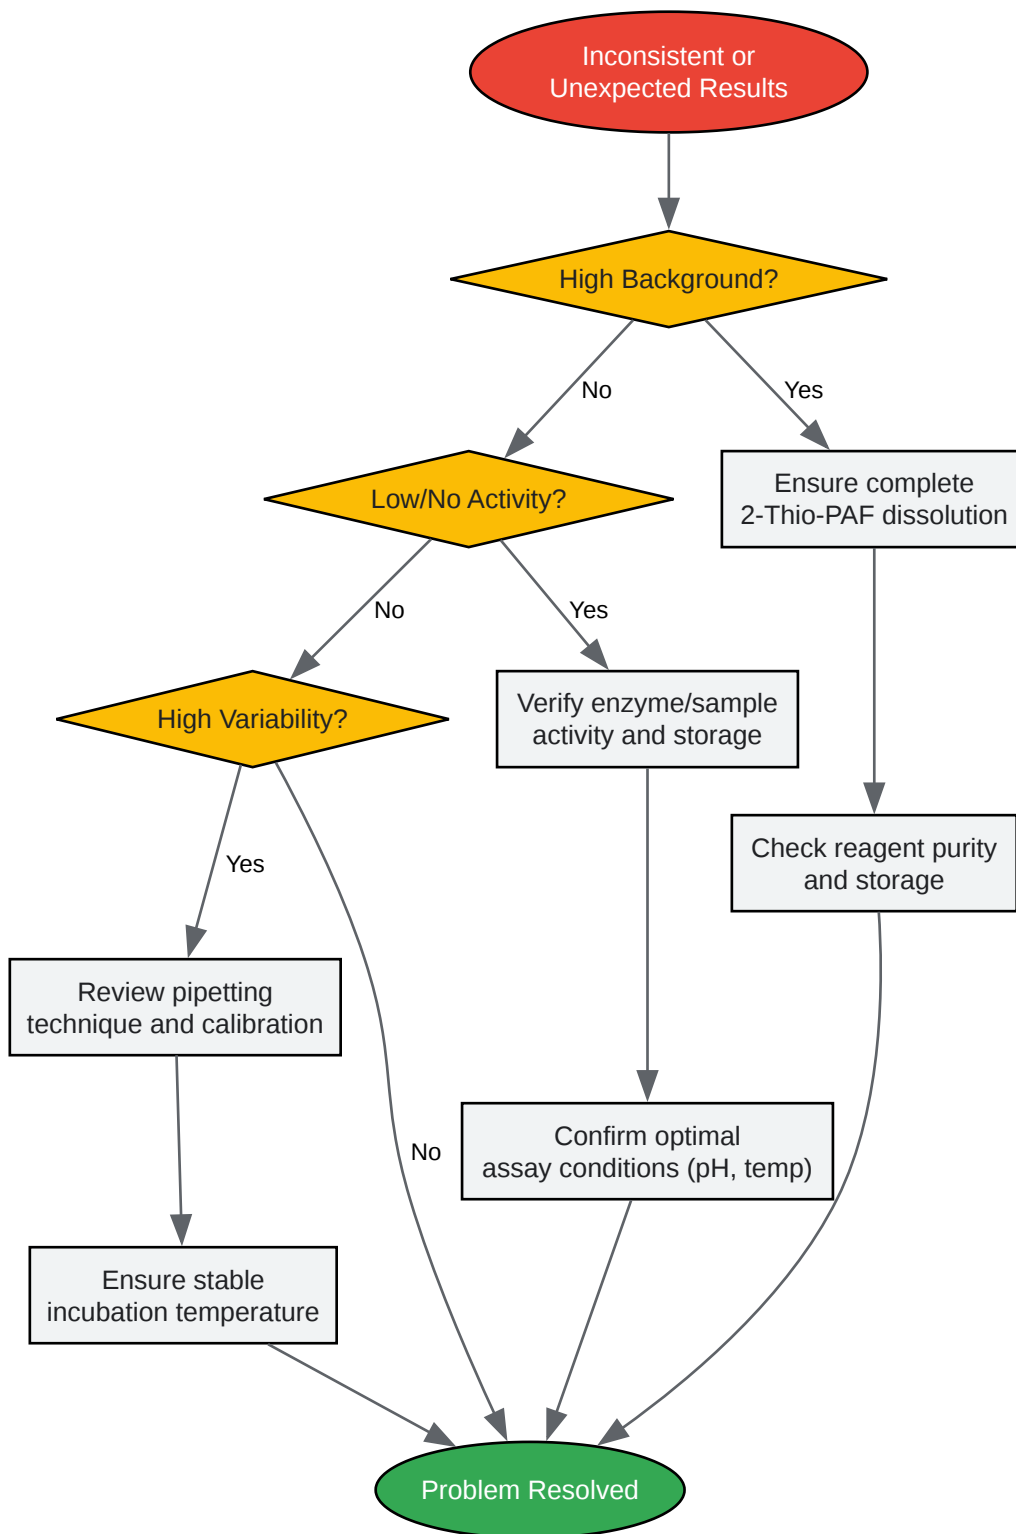 Inconsistent or
Unexpected Results
High Background?
No
Yes
Low/No Activity?
Ensure complete
2-Thio-PAF dissolution
No
Yes
High Variability?
Verify enzyme/sample
activity and storage
Check reagent purity
and storage
Yes
Review pipetting
technique and calibration
No
Confirm optimal
assay conditions (pH, temp)
Ensure stable
incubation temperature
Problem Resolved